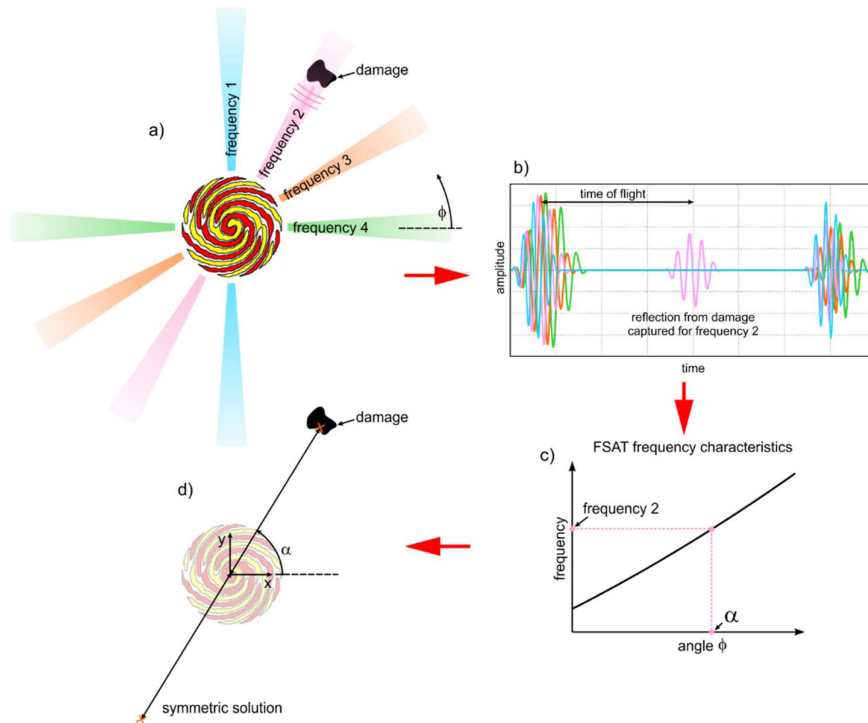 a)
damage
frequency 1
frequency 2
frequency 3
frequency 4
ϕ
b)
time of flight
amplitude
reflection from damage
captured for frequency 2
time
c)
FSAT frequency characteristics
frequency 2
frequency
α
angle ϕ
d)
damage
y
α
x
symmetric solution